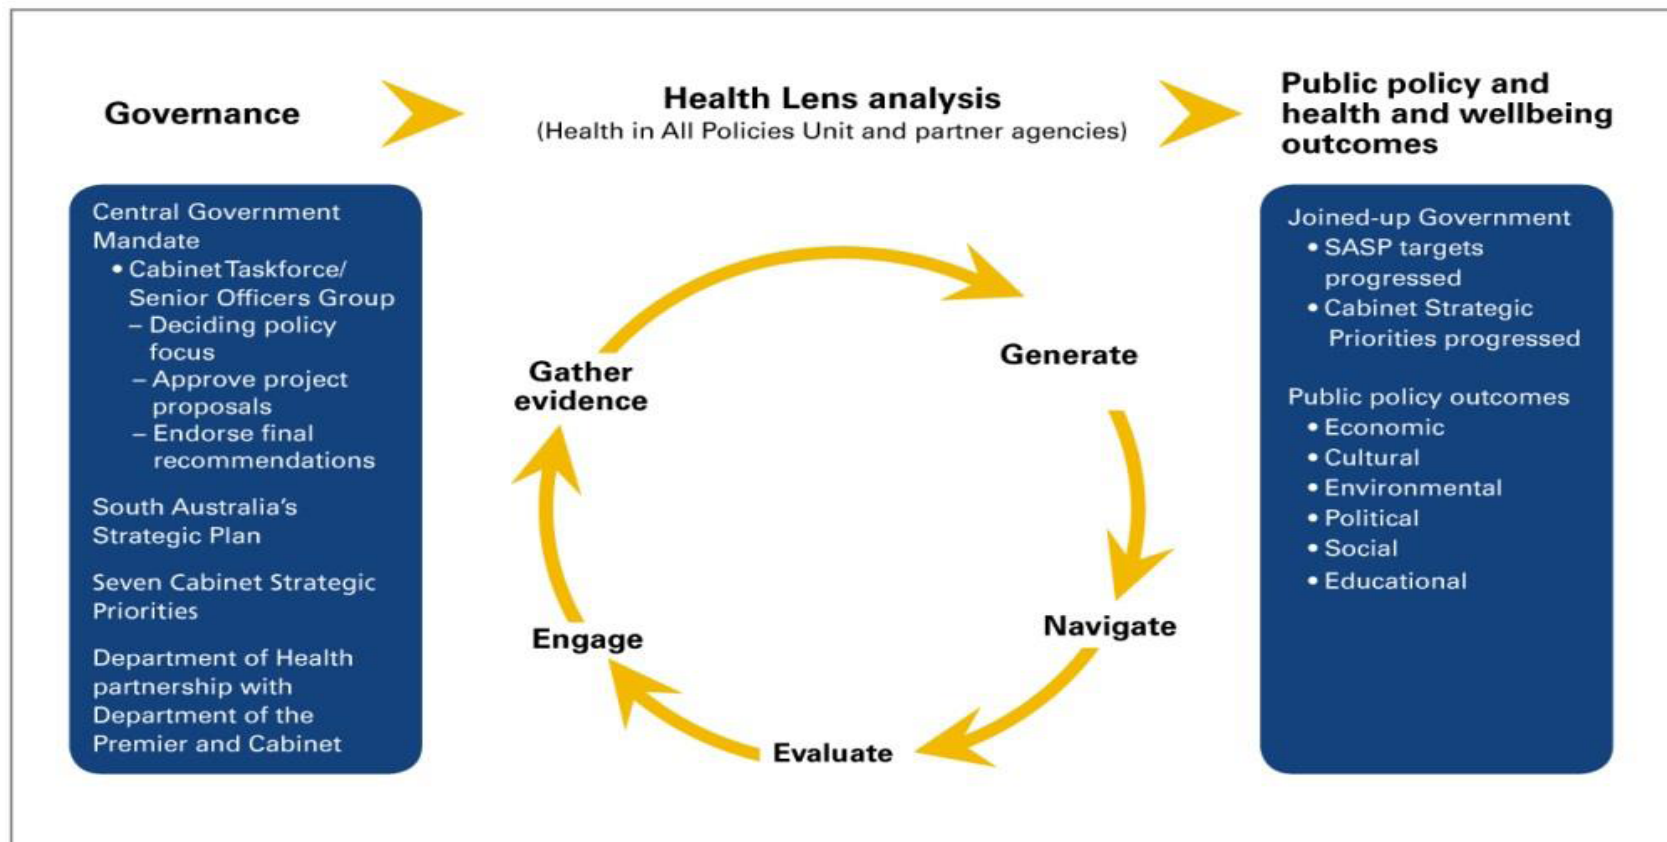 Governance
Health Lens analysis
(Health in All Policies Unit and partner agencies)
Public policy and
health and wellbeing
outcomes
Central Government
Mandate
• Cabinet Taskforce/
Senior Officers Group
– Deciding policy
focus
– Approve project
proposals
– Endorse final
recommendations
South Australia's
Strategic Plan
Seven Cabinet Strategic
Priorities
Department of Health
partnership with
Department of the
Premier and Cabinet
Gather
evidence
Generate
Navigate
Evaluate
Engage
Joined-up Government
• SASP targets
progressed
• Cabinet Strategic
Priorities progressed
Public policy outcomes
• Economic
• Cultural
• Environmental
• Political
• Social
• Educational